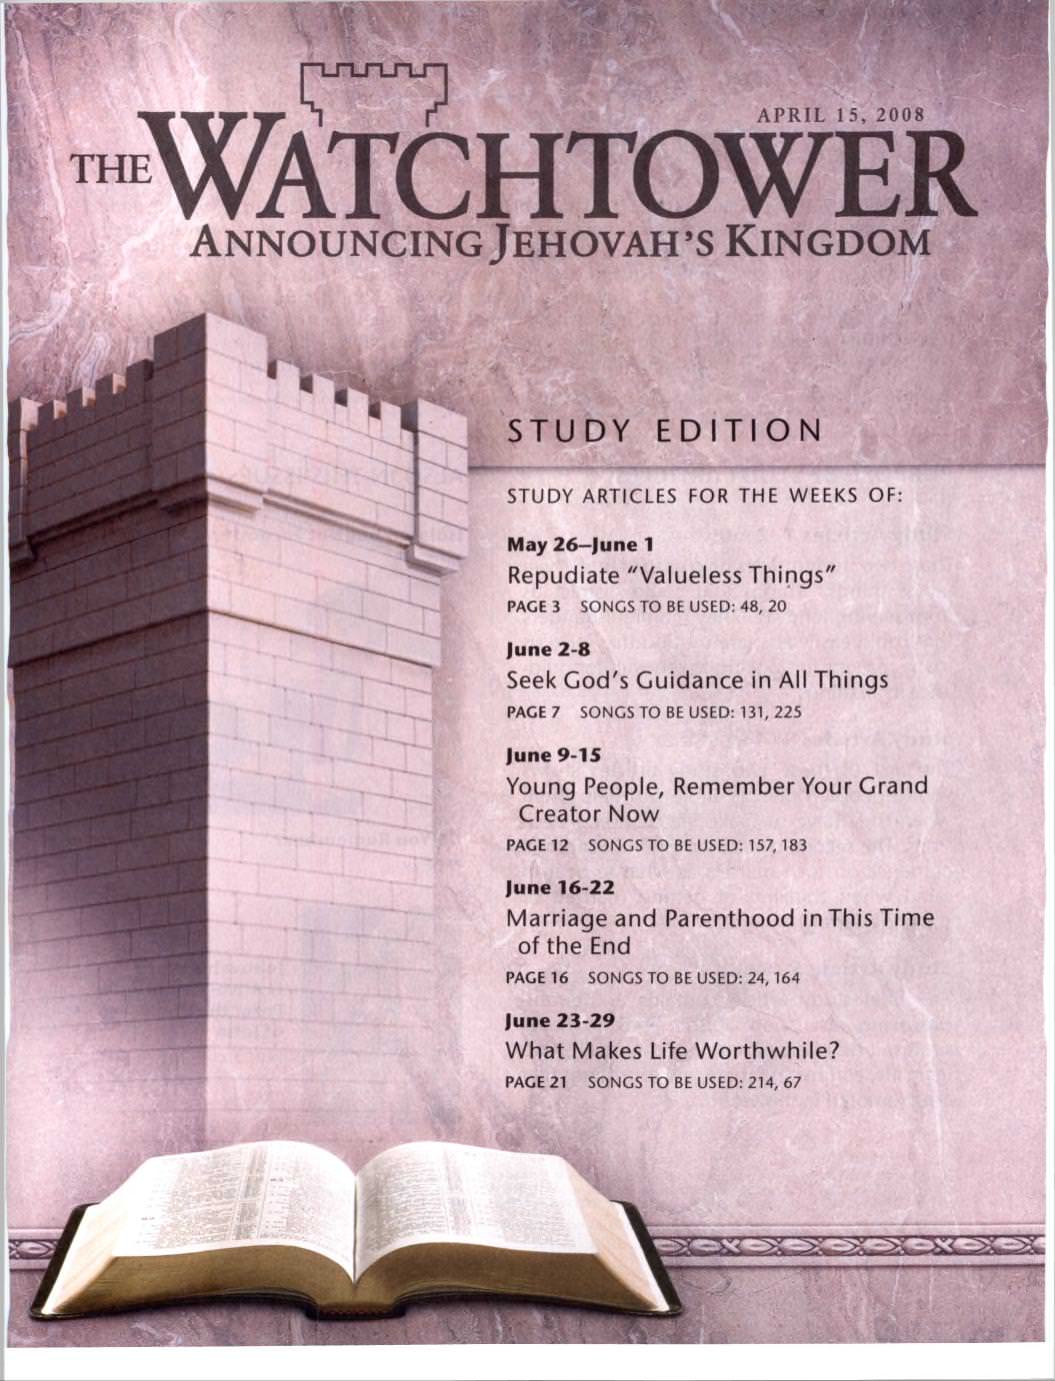 APRIL 15, 2008
THE WATCHTOWER
ANNOUNCING JEHOVAH'S KINGDOM
STUDY EDITION
STUDY ARTICLES FOR THE WEEKS OF:
May 26–June 1
Repudiate "Valueless Things"
PAGE 3 SONGS TO BE USED: 48, 20
June 2-8
Seek God's Guidance in All Things
PAGE 7 SONGS TO BE USED: 131, 225
June 9-15
Young People, Remember Your Grand
Creator Now
PAGE 12 SONGS TO BE USED: 157, 183
June 16-22
Marriage and Parenthood in This Time
of the End
PAGE 16 SONGS TO BE USED: 24, 164
June 23-29
What Makes Life Worthwhile?
PAGE 21 SONGS TO BE USED: 214, 67